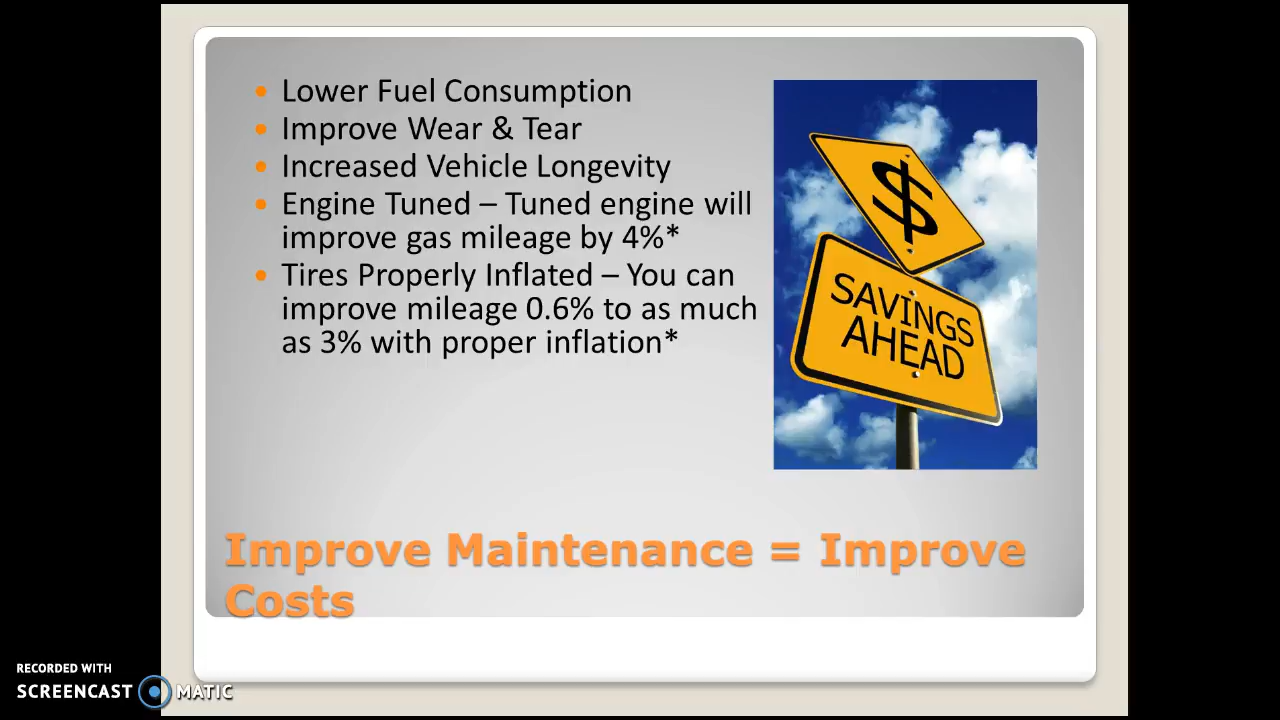 Lower Fuel Consumption
Improve Wear & Tear
Increased Vehicle Longevity
Engine Tuned – Tuned engine will
improve gas mileage by 4%*
Tires Properly Inflated – You can
improve mileage 0.6% to as much
as 3% with proper inflation*
$
SAVINGS
AHEAD
Improve Maintenance = Improve
Costs
RECORDED WITH
SCREENCAST MATIC